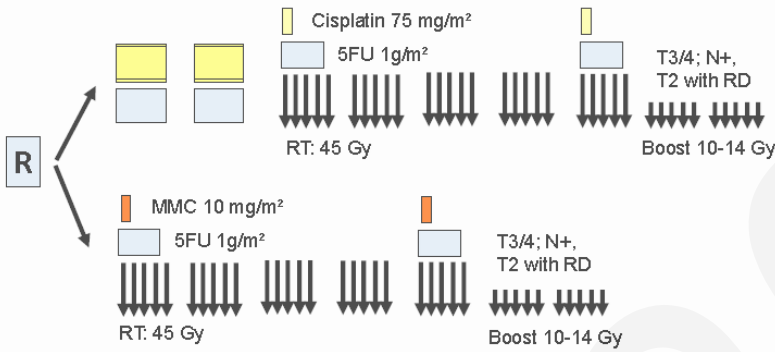 Cisplatin 75 mg/m²
5FU 1g/m²
T3/4; N+,
T2 with RD
RT: 45 Gy
Boost 10-14 Gy
R
MMC 10 mg/m²
5FU 1g/m²
T3/4; N+,
T2 with RD
RT: 45 Gy
Boost 10-14 Gy